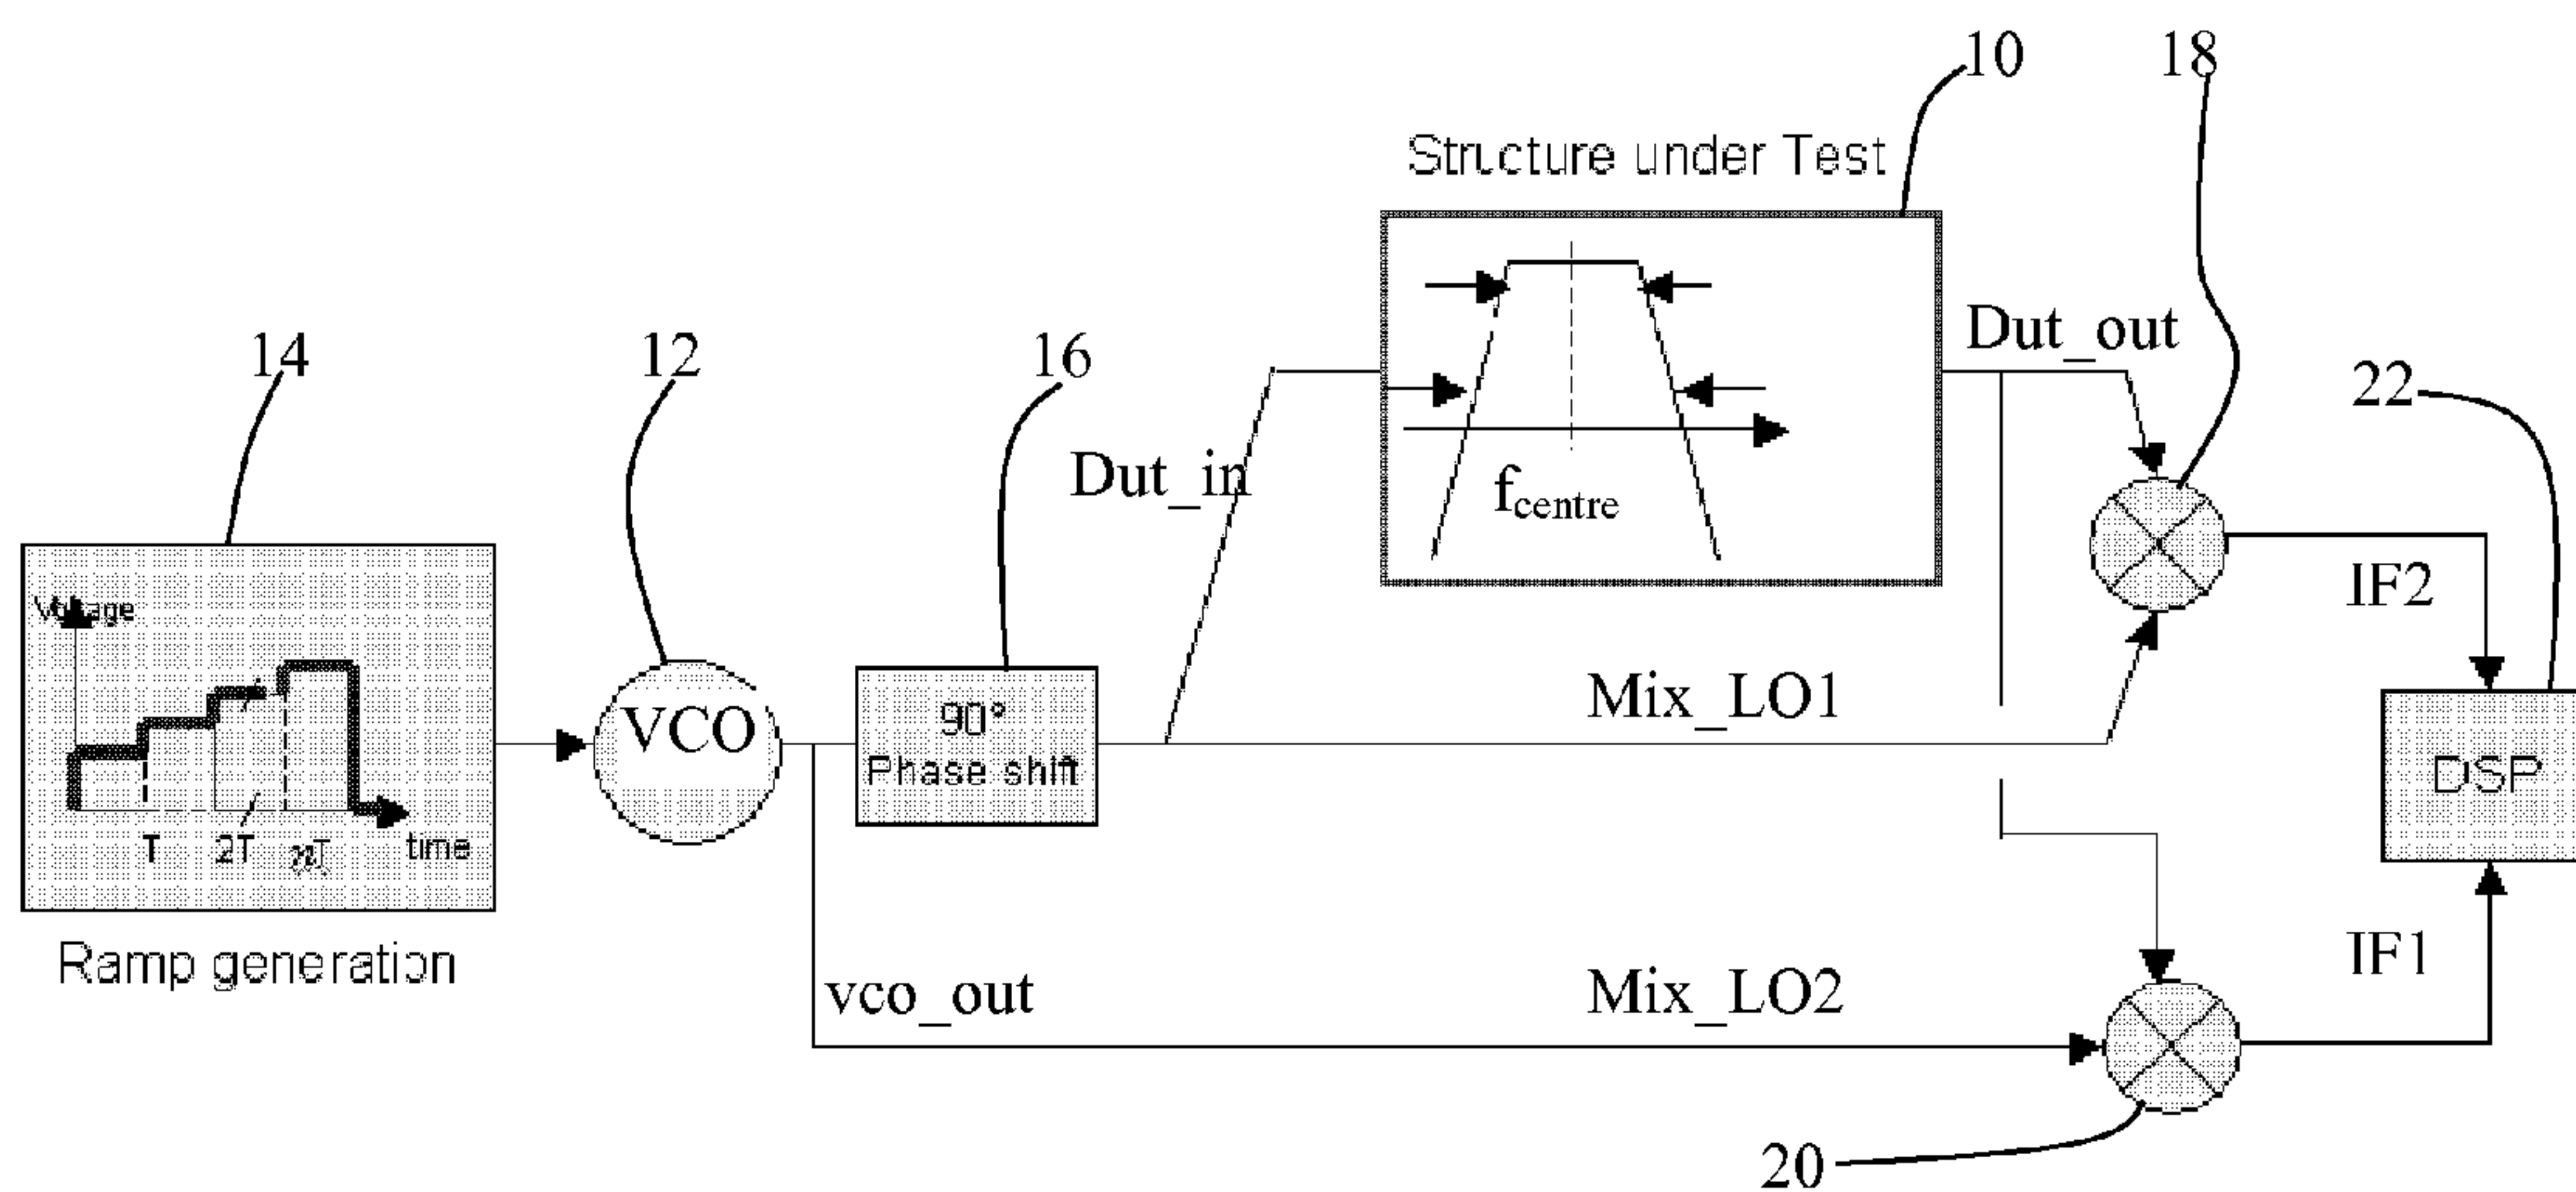 10
18
Structure under Test
14
12
16
Dut_out
22
Dut_in
f_centre
Voltage
IF2
VCO
90°
Phase shift
Mix_LO1
DSP
T
2T
nT
time
Ramp generation
vco_out
Mix_LO2
IF1
20